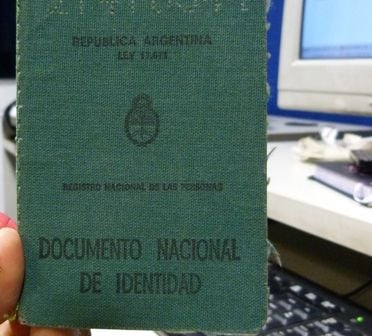 REPUBLICA ARGENTINA
LEY 17.671
REGISTRO NACIONAL DE LAS PERSONAS
DOCUMENTO NACIONAL
DE IDENTIDAD